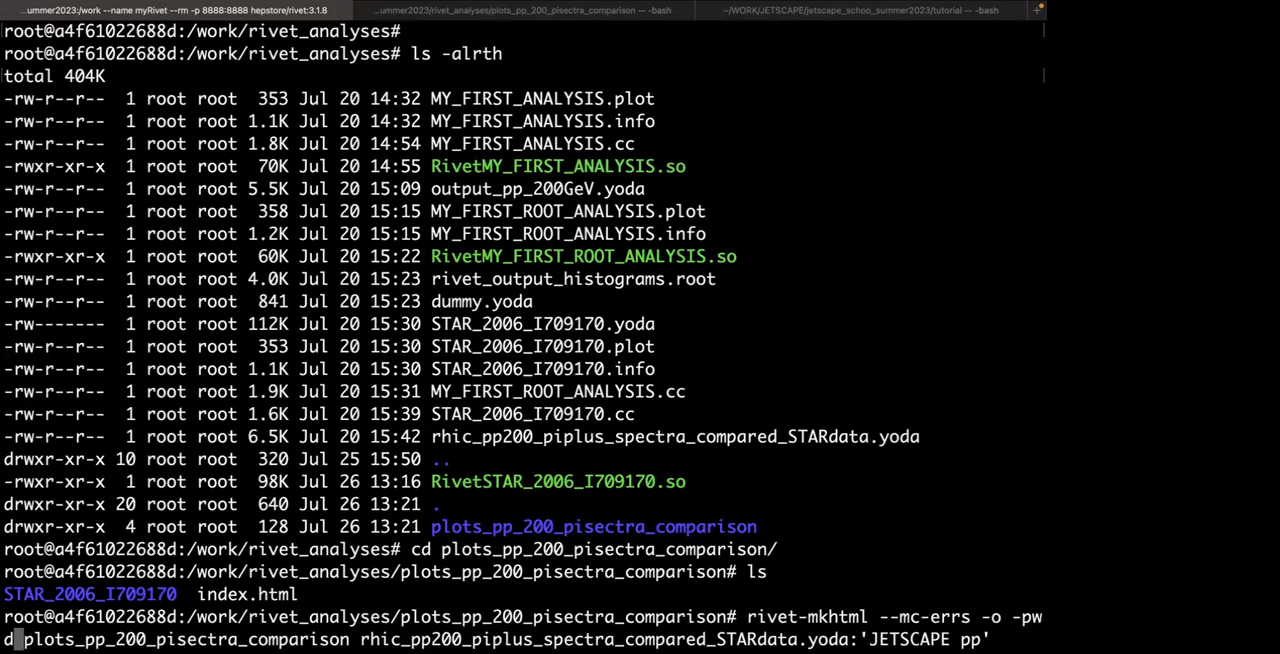 ...ummer2023:/work --name myRivet --rm -p 8888:8888 hepstore/rivet:3.1.8 ...ummer2023/rivet_analyses/plots_pp_200_pisectra_comparison — -bash ~/WORK/JETSCAPE/jetscape_schoo_summer2023/tutorial — -bash +
root@a4f61022688d:/work/rivet_analyses#
root@a4f61022688d:/work/rivet_analyses# ls -alrth
total 404K
-rw-r--r--  1 root root  353 Jul 20 14:32 MY_FIRST_ANALYSIS.plot
-rw-r--r--  1 root root 1.1K Jul 20 14:32 MY_FIRST_ANALYSIS.info
-rw-r--r--  1 root root 1.8K Jul 20 14:54 MY_FIRST_ANALYSIS.cc
-rwxr-xr-x  1 root root  70K Jul 20 14:55 RivetMY_FIRST_ANALYSIS.so
-rw-r--r--  1 root root 5.5K Jul 20 15:09 output_pp_200GeV.yoda
-rw-r--r--  1 root root  358 Jul 20 15:15 MY_FIRST_ROOT_ANALYSIS.plot
-rw-r--r--  1 root root 1.2K Jul 20 15:15 MY_FIRST_ROOT_ANALYSIS.info
-rwxr-xr-x  1 root root  60K Jul 20 15:22 RivetMY_FIRST_ROOT_ANALYSIS.so
-rw-r--r--  1 root root 4.0K Jul 20 15:23 rivet_output_histograms.root
-rw-r--r--  1 root root  841 Jul 20 15:23 dummy.yoda
-rw-------  1 root root 112K Jul 20 15:30 STAR_2006_I709170.yoda
-rw-r--r--  1 root root  353 Jul 20 15:30 STAR_2006_I709170.plot
-rw-r--r--  1 root root 1.1K Jul 20 15:30 STAR_2006_I709170.info
-rw-r--r--  1 root root 1.9K Jul 20 15:31 MY_FIRST_ROOT_ANALYSIS.cc
-rw-r--r--  1 root root 1.6K Jul 20 15:39 STAR_2006_I709170.cc
-rw-r--r--  1 root root 6.5K Jul 20 15:42 rhic_pp200_piplus_spectra_compared_STARdata.yoda
drwxr-xr-x 10 root root  320 Jul 25 15:50 ..
-rwxr-xr-x  1 root root  98K Jul 26 13:16 RivetSTAR_2006_I709170.so
drwxr-xr-x 20 root root  640 Jul 26 13:21 .
drwxr-xr-x  4 root root  128 Jul 26 13:21 plots_pp_200_pisectra_comparison
root@a4f61022688d:/work/rivet_analyses# cd plots_pp_200_pisectra_comparison/
root@a4f61022688d:/work/rivet_analyses/plots_pp_200_pisectra_comparison# ls
STAR_2006_I709170  index.html
root@a4f61022688d:/work/rivet_analyses/plots_pp_200_pisectra_comparison# rivet-mkhtml --mc-errs -o -pw
d plots_pp_200_pisectra_comparison rhic_pp200_piplus_spectra_compared_STARdata.yoda:'JETSCAPE pp'